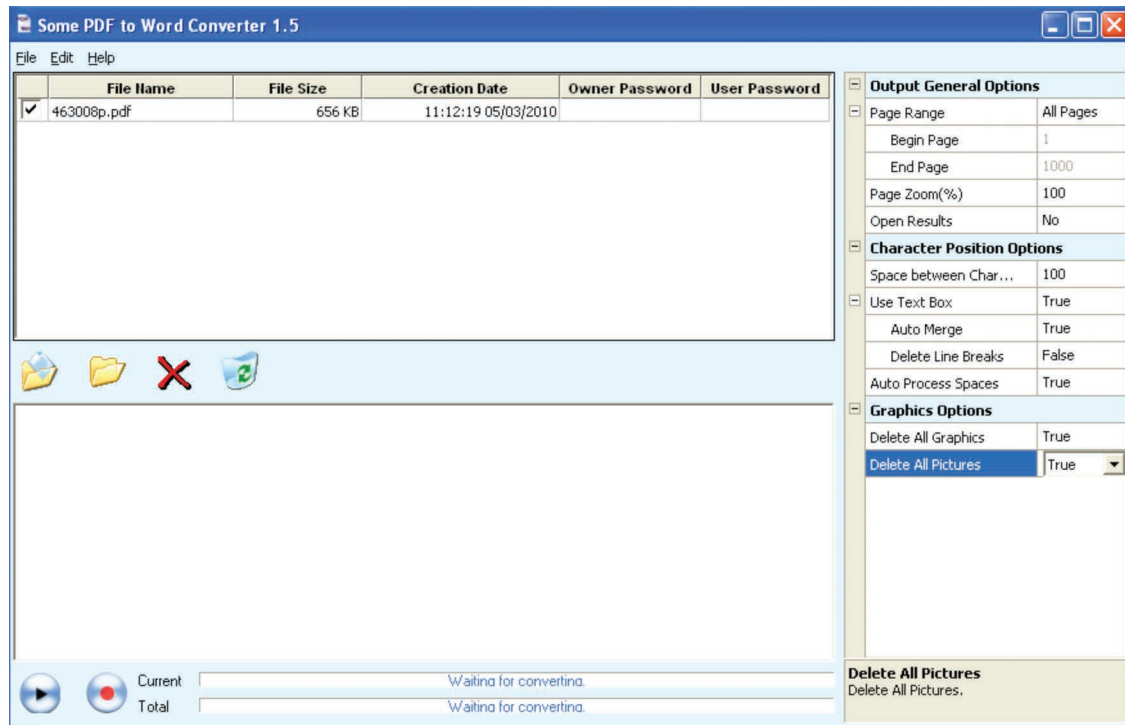 Some PDF to Word Converter 1.5
File Edit Help
File Name File Size Creation Date Owner Password User Password
463008p.pdf 656 KB 11:12:19 05/03/2010
Output General Options
Page Range All Pages
Begin Page 1
End Page 1000
Page Zoom(%) 100
Open Results No
Character Position Options
Space between Char... 100
Use Text Box True
Auto Merge True
Delete Line Breaks False
Auto Process Spaces True
Graphics Options
Delete All Graphics True
Delete All Pictures True
Current Waiting for converting.
Total Waiting for converting.
Delete All Pictures
Delete All Pictures.